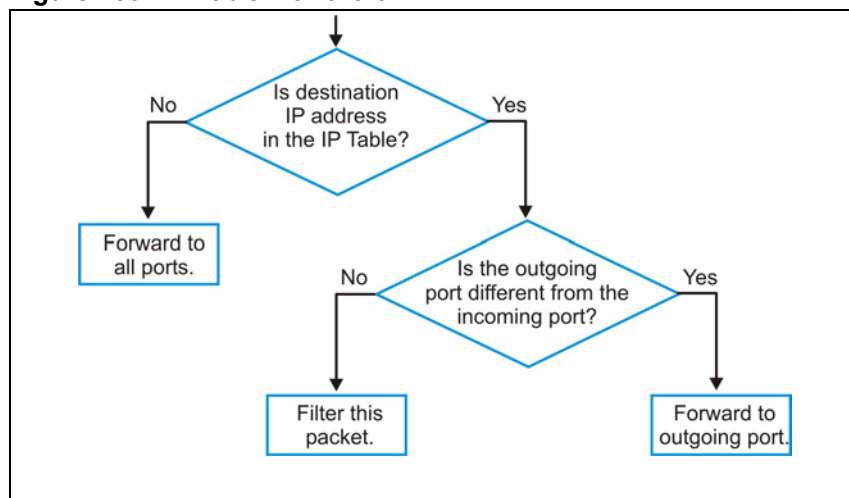 Is destination
IP address
in the IP Table?
No
Yes
Forward to
all ports.
Is the outgoing
port different from the
incoming port?
No
Yes
Filter this
packet.
Forward to
outgoing port.